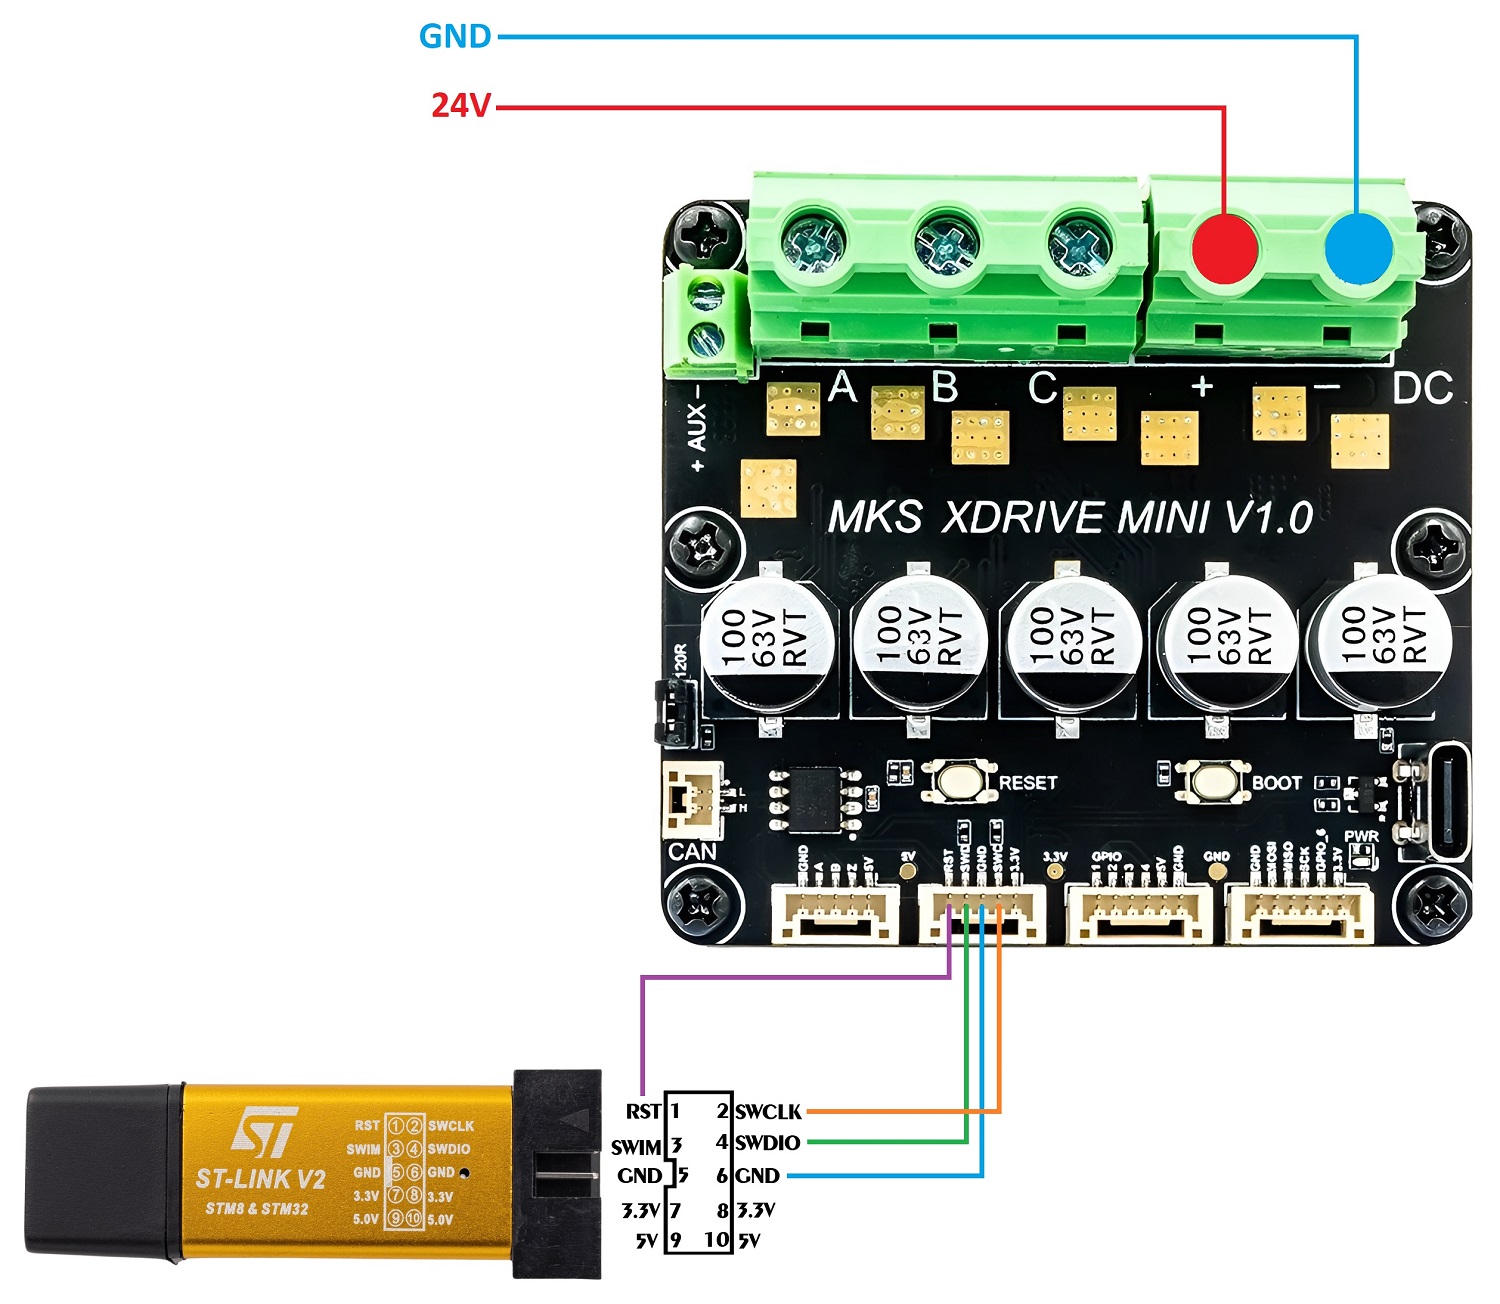 GND
24V
A B C + − DC
+ AUX −
MKS XDRIVE MINI V1.0
100
63V
RVT
100
63V
RVT
100
63V
RVT
100
63V
RVT
100
63V
RVT
120R
L
H
CAN
RESET
BOOT
PWR
GND
A
B
Z
5V
5V
RST
SWD
GND
SWC
3.3V
3.3V
GPIO
1
2
3
4
5V
GND
GND
GND
MOSI
MISO
SCK
GPIO_6
3.3V
ST
ST-LINK V2
STM8 & STM32
RST 1 2 SWCLK
SWIM 3 4 SWDIO
GND 5 6 GND
3.3V 7 8 3.3V
5.0V 9 10 5.0V
RST 1 2 SWCLK
SWIM 3 4 SWDIO
GND 5 6 GND
3.3V 7 8 3.3V
5V 9 10 5V